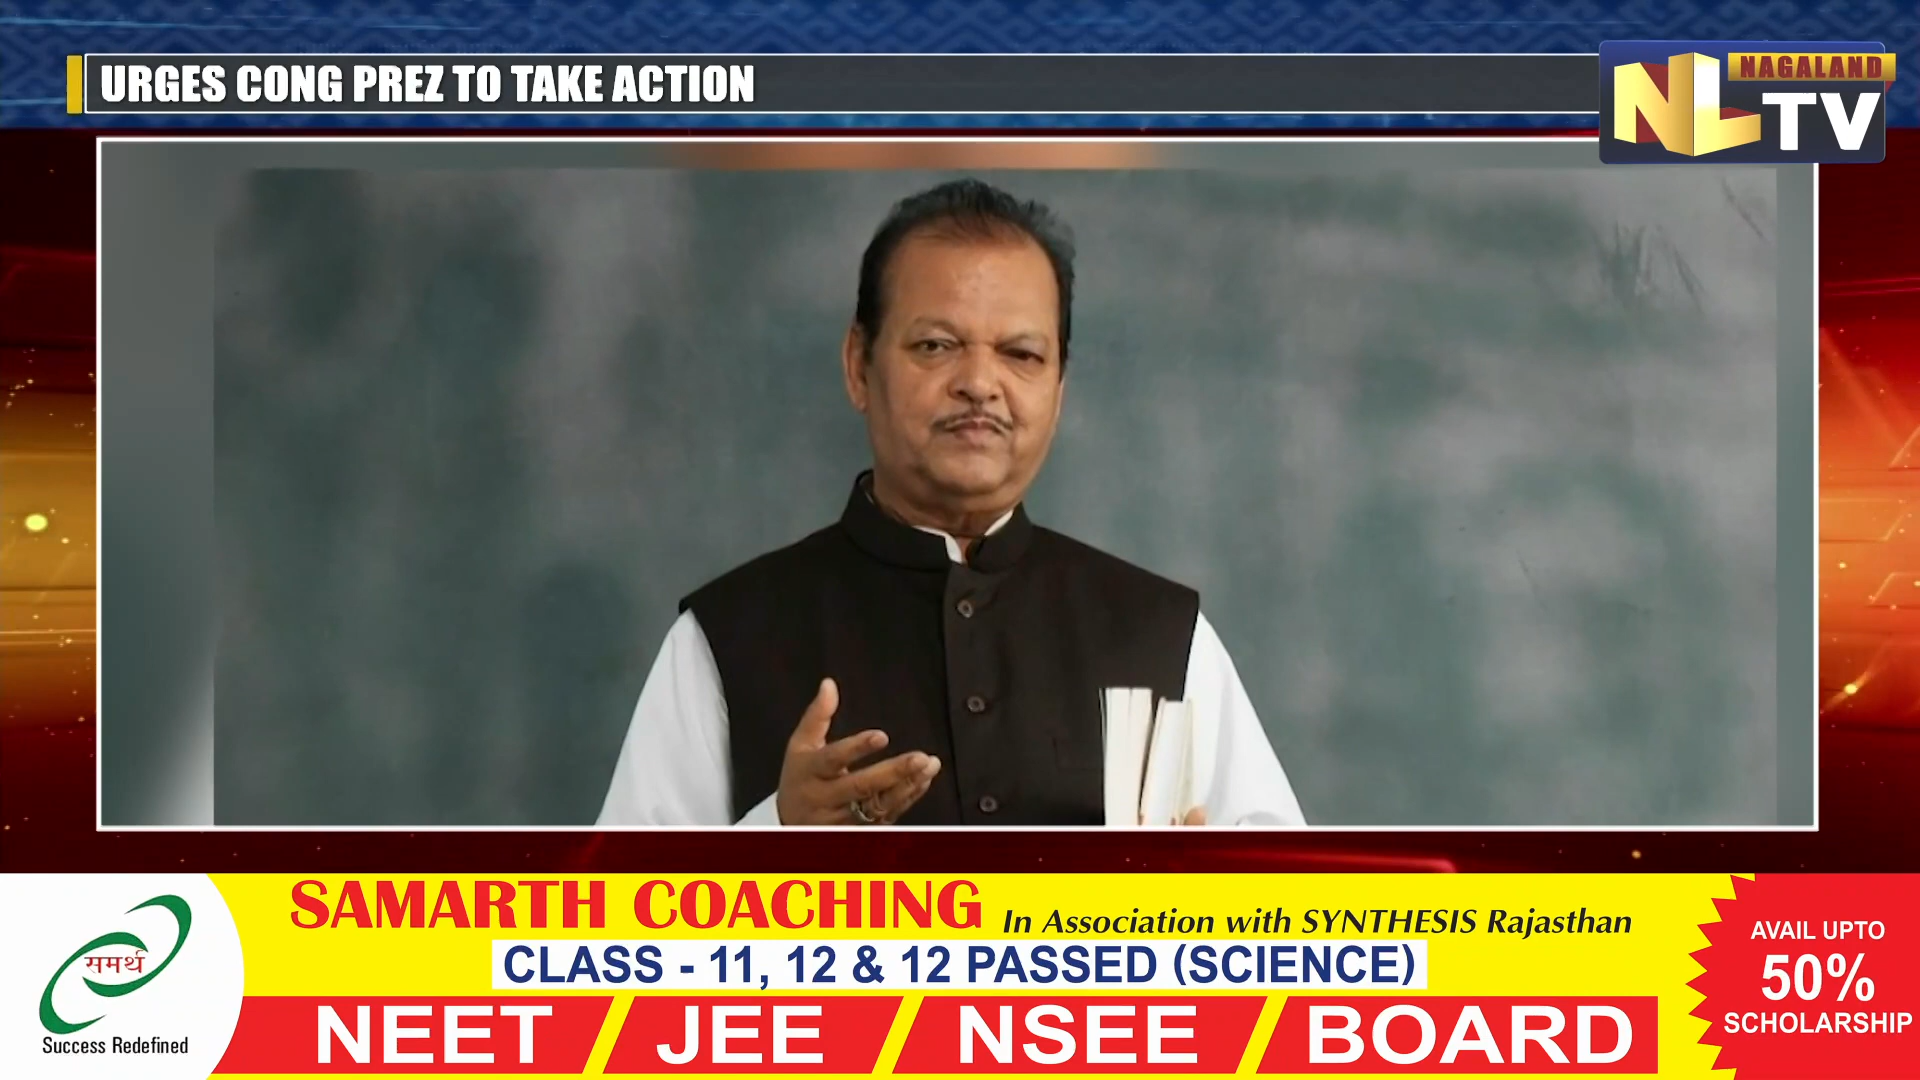 URGES CONG PREZ TO TAKE ACTION
NL
NAGALAND
TV
समर्थ
Success Redefined
SAMARTH COACHING
In Association with SYNTHESIS Rajasthan
CLASS - 11, 12 & 12 PASSED (SCIENCE)
NEET / JEE / NSEE / BOARD
AVAIL UPTO
50%
SCHOLARSHIP